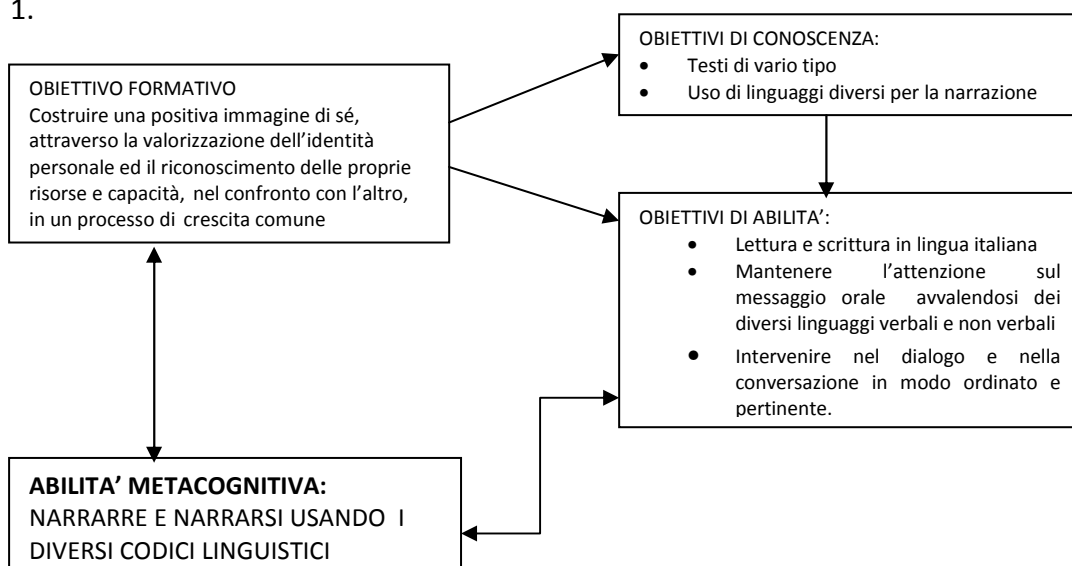 1.
OBIETTIVO FORMATIVO
Costruire una positiva immagine di sé,
attraverso la valorizzazione dell'identità
personale ed il riconoscimento delle proprie
risorse e capacità, nel confronto con l'altro,
in un processo di crescita comune
OBIETTIVI DI CONOSCENZA:
• Testi di vario tipo
• Uso di linguaggi diversi per la narrazione
OBIETTIVI DI ABILITA':
• Lettura e scrittura in lingua italiana
• Mantenere l'attenzione sul
messaggio orale avvalendosi dei
diversi linguaggi verbali e non verbali
• Intervenire nel dialogo e nella
conversazione in modo ordinato e
pertinente.
ABILITA' METACOGNITIVA:
NARRARRE E NARRARSI USANDO I
DIVERSI CODICI LINGUISTICI